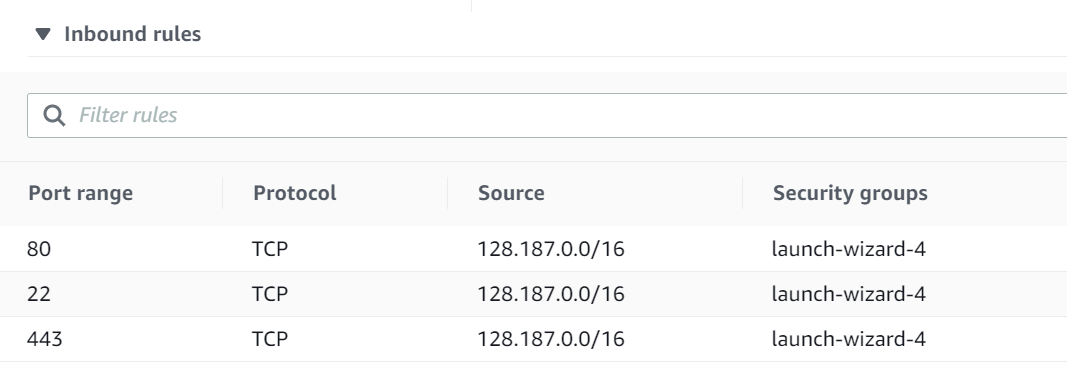 Inbound rules
Filter rules
Port range Protocol Source Security groups
80 TCP 128.187.0.0/16 launch-wizard-4
22 TCP 128.187.0.0/16 launch-wizard-4
443 TCP 128.187.0.0/16 launch-wizard-4